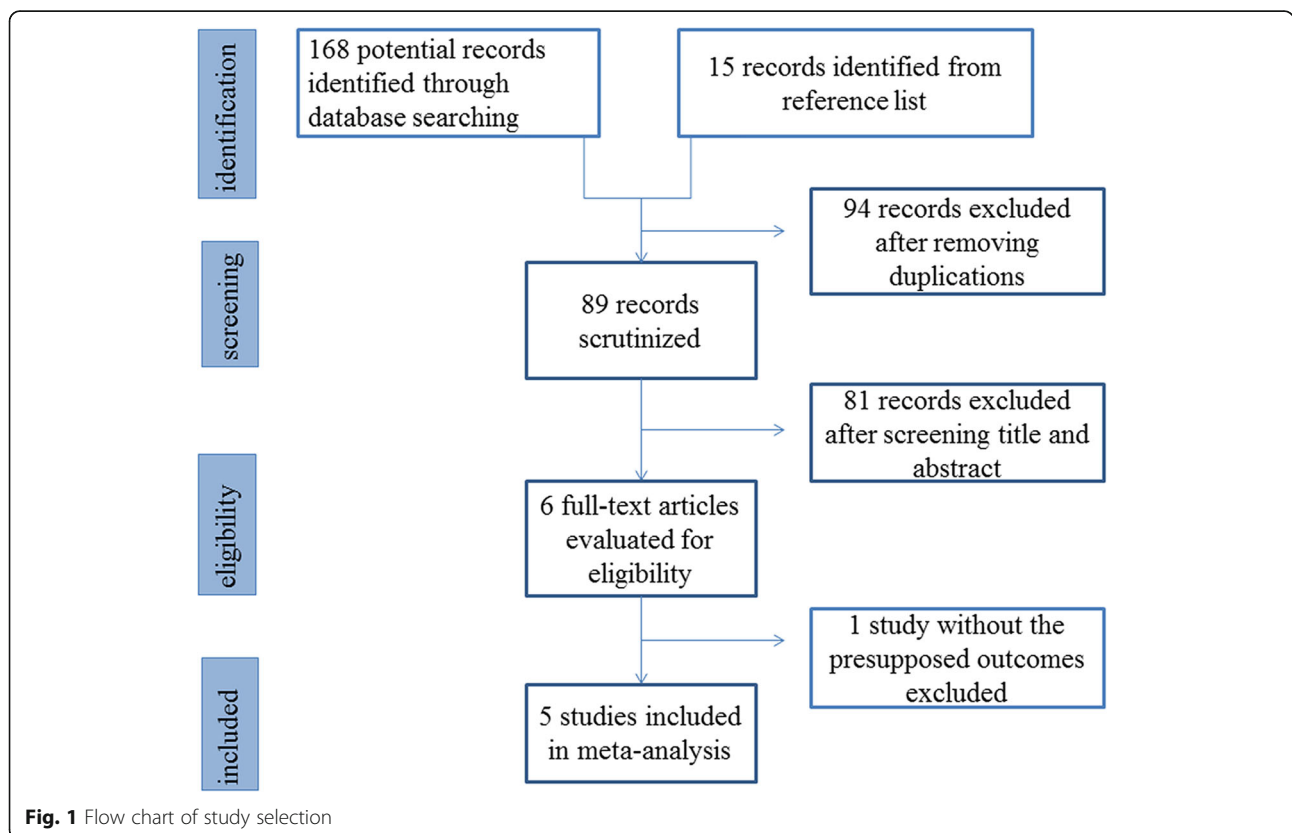 identification
168 potential records
identified through
database searching
15 records identified from
reference list
94 records excluded
after removing
duplications
screening
89 records
scrutinized
81 records excluded
after screening title and
abstract
eligibility
6 full-text articles
evaluated for
eligibility
1 study without the
presupposed outcomes
excluded
included
5 studies included
in meta-analysis
Fig. 1 Flow chart of study selection